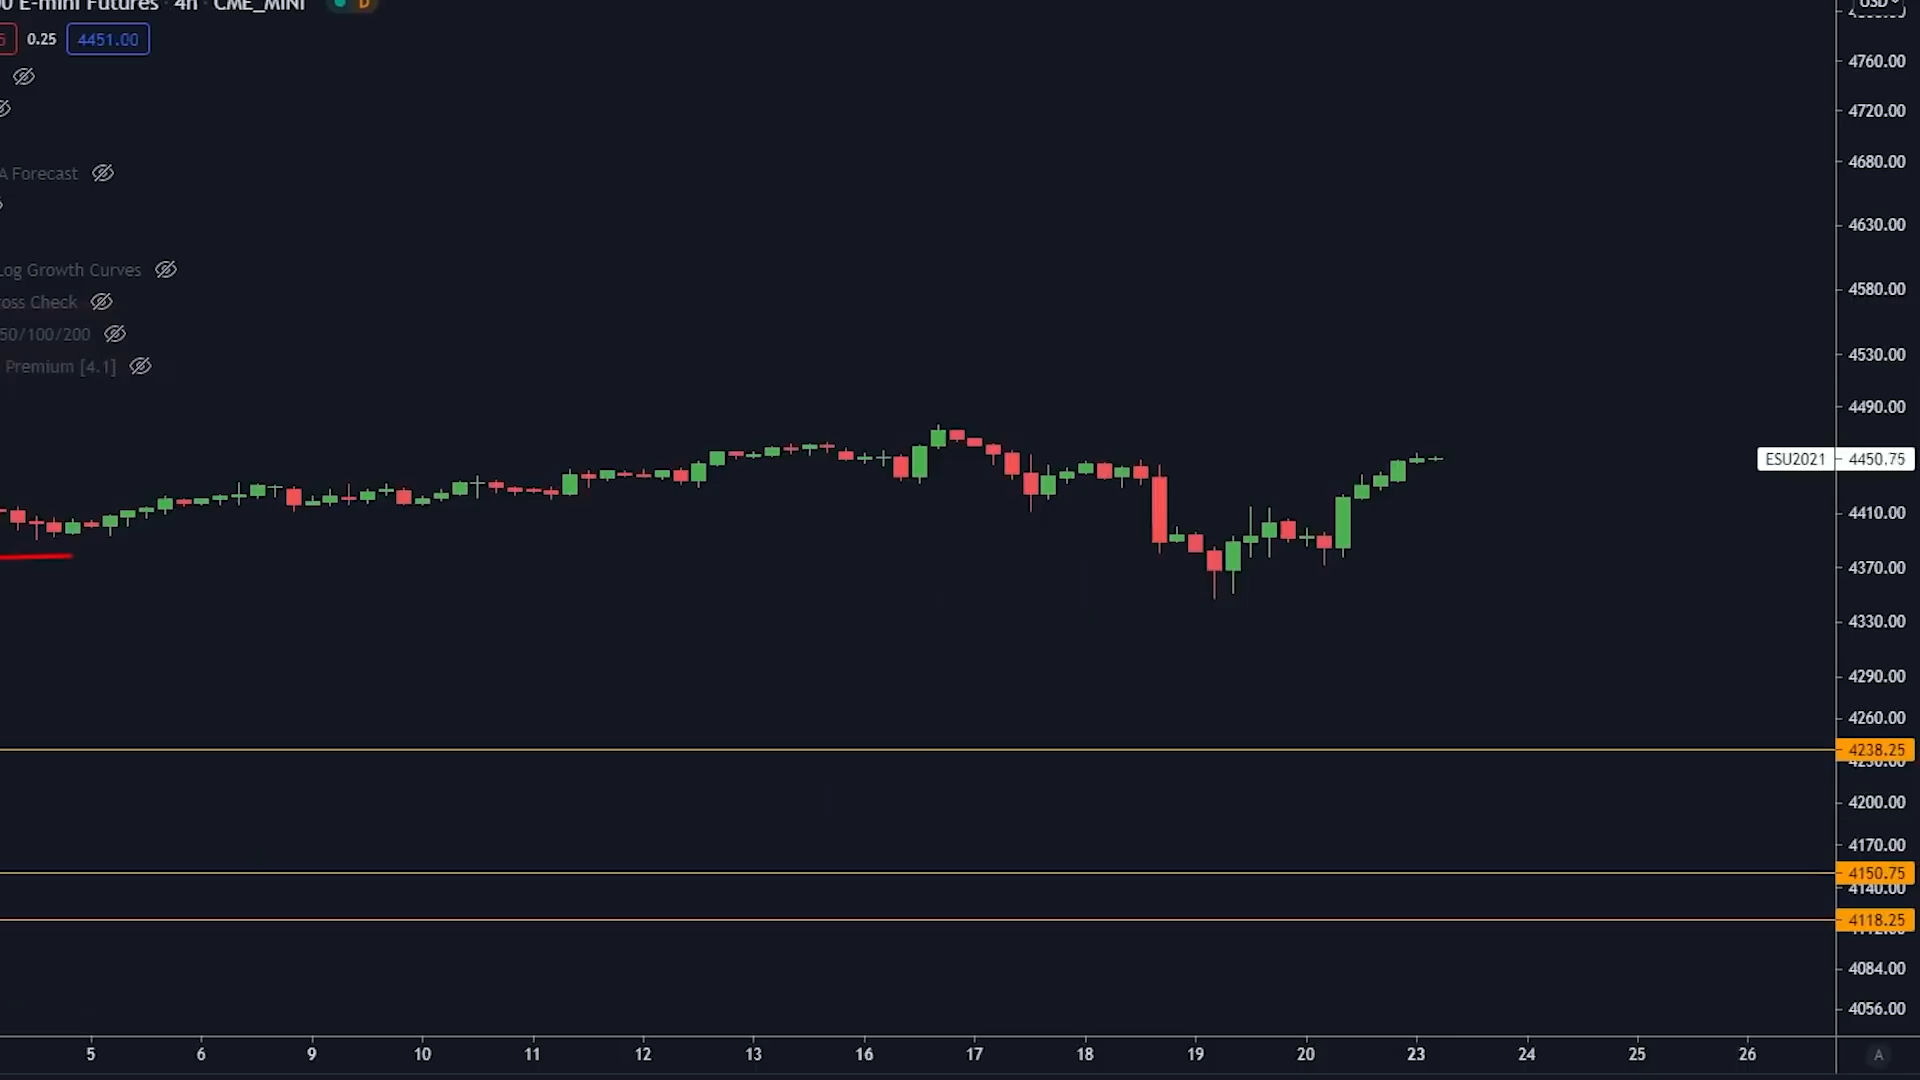 E-mini Futures · 4h · CME_MINI D
0.25 4451.00
A Forecast
Log Growth Curves
oss Check
50/100/200
Premium [4.1]
USD
4760.00
4720.00
4680.00
4630.00
4580.00
4530.00
4490.00
ESU2021 4450.75
4410.00
4370.00
4330.00
4290.00
4260.00
4238.25
4230.00
4200.00
4170.00
4150.75
4140.00
4118.25
4084.00
4056.00
5 6 9 10 11 12 13 16 17 18 19 20 23 24 25 26 A